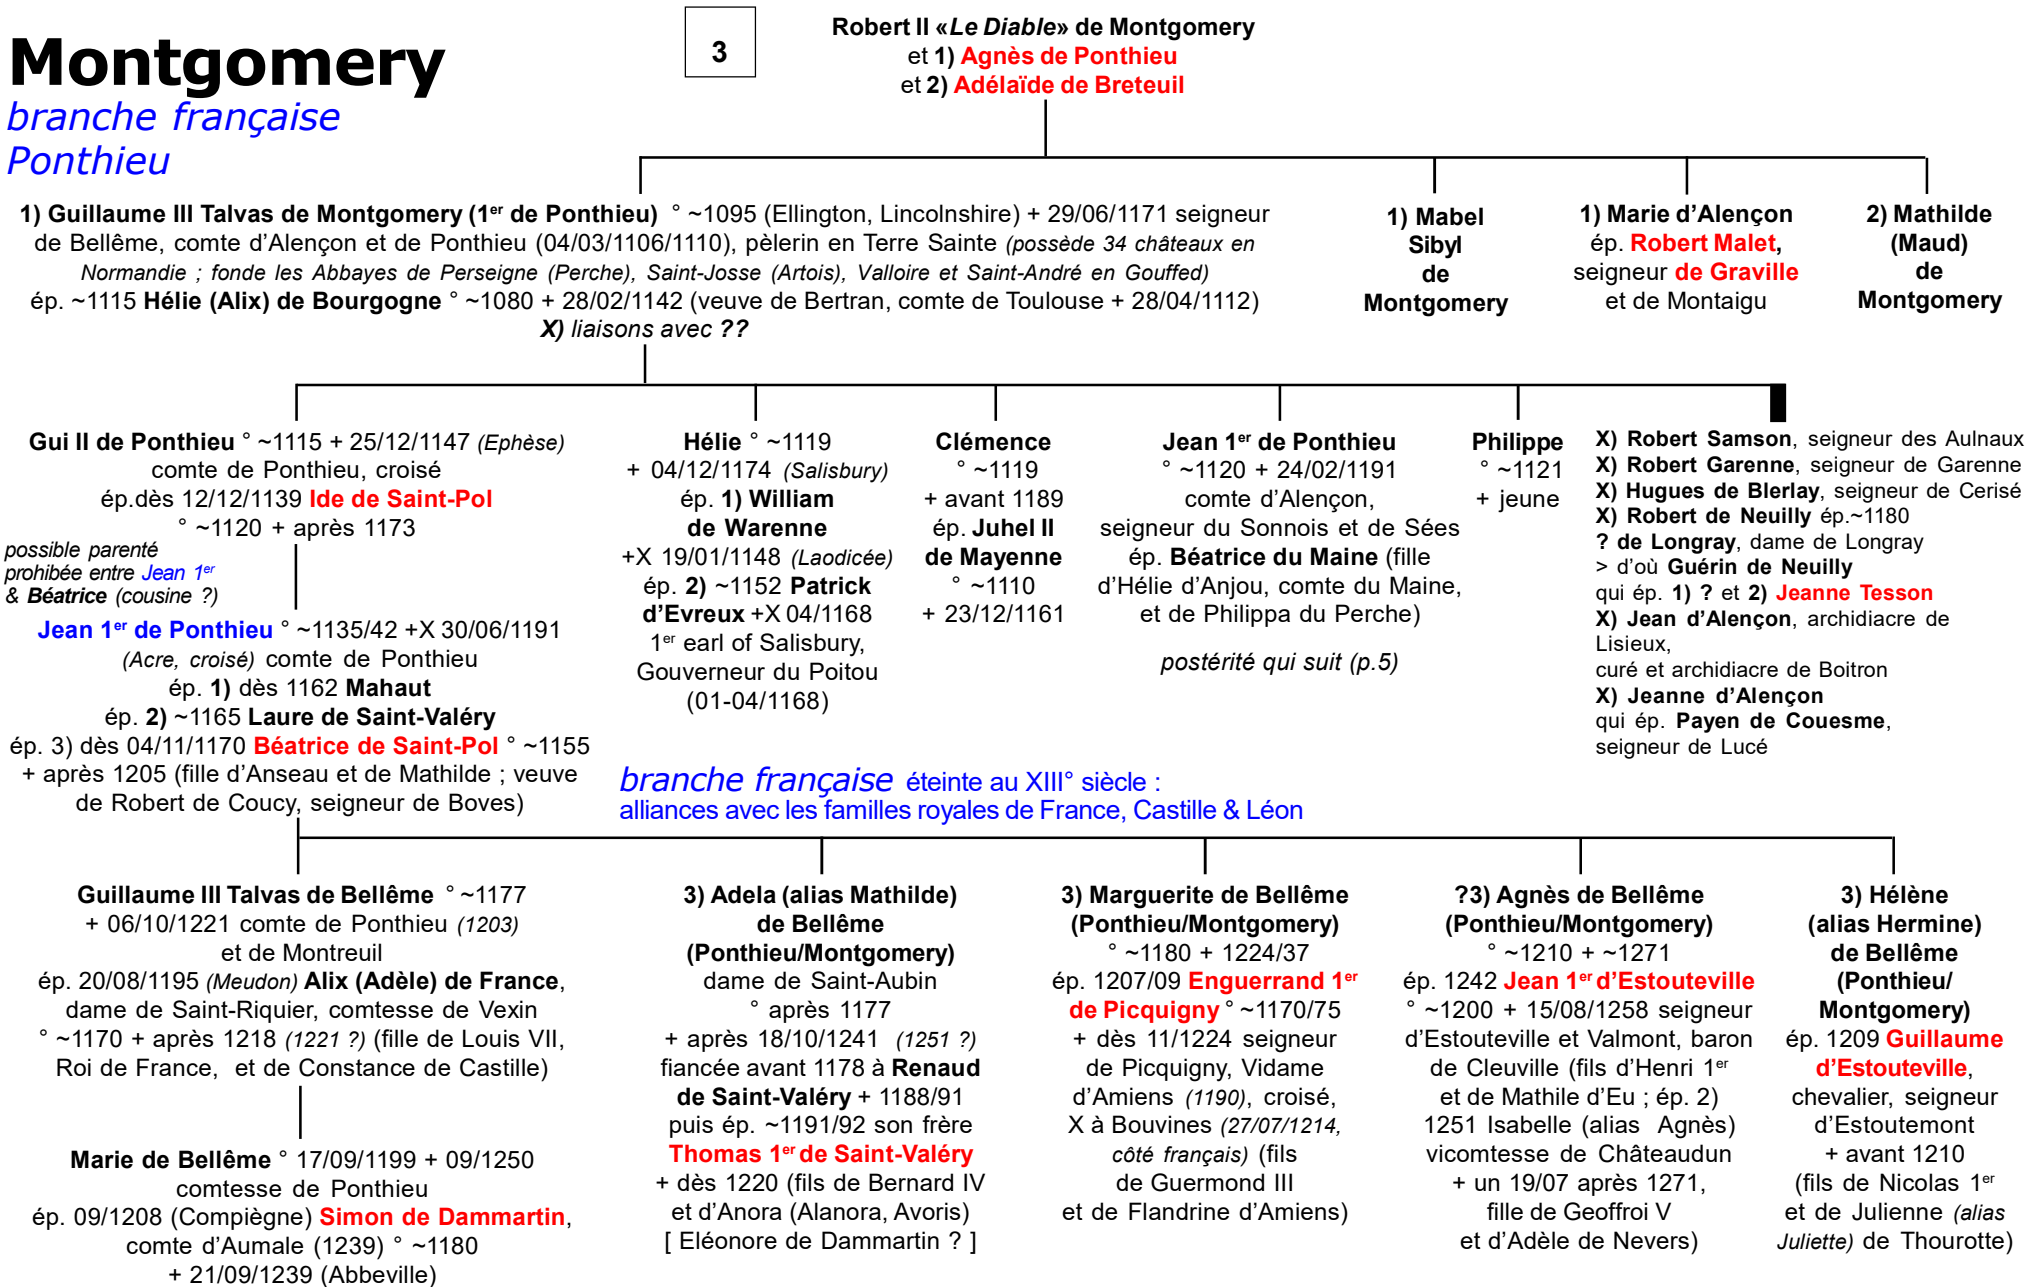 Montgomery
branche française
Ponthieu
3
Robert II «Le Diable» de Montgomery
et 1) Agnès de Ponthieu
et 2) Adélaïde de Breteuil
1) Guillaume III Talvas de Montgomery (1er de Ponthieu) ° ~1095 (Ellington, Lincolnshire) + 29/06/1171 seigneur
de Bellême, comte d'Alençon et de Ponthieu (04/03/1106/1110), pèlerin en Terre Sainte (possède 34 châteaux en
Normandie ; fonde les Abbayes de Perseigne (Perche), Saint-Josse (Artois), Valloire et Saint-André en Gouffed)
ép. ~1115 Hélie (Alix) de Bourgogne ° ~1080 + 28/02/1142 (veuve de Bertran, comte de Toulouse + 28/04/1112)
X) liaisons avec ??
1) Mabel
Sibyl
de
Montgomery
1) Marie d'Alençon
ép. Robert Malet,
seigneur de Graville
et de Montaigu
2) Mathilde
(Maud)
de
Montgomery
Gui II de Ponthieu ° ~1115 + 25/12/1147 (Ephèse)
comte de Ponthieu, croisé
ép.dès 12/12/1139 Ide de Saint-Pol
° ~1120 + après 1173
possible parenté
prohibée entre Jean 1er
& Béatrice (cousine ?)
Jean 1er de Ponthieu ° ~1135/42 +X 30/06/1191
(Acre, croisé) comte de Ponthieu
ép. 1) dès 1162 Mahaut
ép. 2) ~1165 Laure de Saint-Valéry
ép. 3) dès 04/11/1170 Béatrice de Saint-Pol ° ~1155
+ après 1205 (fille d'Anseau et de Mathilde ; veuve
de Robert de Coucy, seigneur de Boves)
Hélie ° ~1119
+ 04/12/1174 (Salisbury)
ép. 1) William
de Warenne
+X 19/01/1148 (Laodicée)
ép. 2) ~1152 Patrick
d'Evreux +X 04/1168
1er earl of Salisbury,
Gouverneur du Poitou
(01-04/1168)
Clémence
° ~1119
+ avant 1189
ép. Juhel II
de Mayenne
° ~1110
+ 23/12/1161
Jean 1er de Ponthieu
° ~1120 + 24/02/1191
comte d'Alençon,
seigneur du Sonnois et de Sées
ép. Béatrice du Maine (fille
d'Hélie d'Anjou, comte du Maine,
et de Philippa du Perche)
postérité qui suit (p.5)
Philippe
° ~1121
+ jeune
X) Robert Samson, seigneur des Aulnaux
X) Robert Garenne, seigneur de Garenne
X) Hugues de Blerlay, seigneur de Cerisé
X) Robert de Neuilly ép.~1180
? de Longray, dame de Longray
> d'où Guérin de Neuilly
qui ép. 1) ? et 2) Jeanne Tesson
X) Jean d'Alençon, archidiacre de
Lisieux,
curé et archidiacre de Boitron
X) Jeanne d'Alençon
qui ép. Payen de Couesme,
seigneur de Lucé
branche française éteinte au XIII° siècle :
alliances avec les familles royales de France, Castille & Léon
Guillaume III Talvas de Bellême ° ~1177
+ 06/10/1221 comte de Ponthieu (1203)
et de Montreuil
ép. 20/08/1195 (Meudon) Alix (Adèle) de France,
dame de Saint-Riquier, comtesse de Vexin
° ~1170 + après 1218 (1221 ?) (fille de Louis VII,
Roi de France, et de Constance de Castille)
Marie de Bellême ° 17/09/1199 + 09/1250
comtesse de Ponthieu
ép. 09/1208 (Compiègne) Simon de Dammartin,
comte d'Aumale (1239) ° ~1180
+ 21/09/1239 (Abbeville)
3) Adela (alias Mathilde)
de Bellême
(Ponthieu/Montgomery)
dame de Saint-Aubin
° après 1177
+ après 18/10/1241 (1251 ?)
fiancée avant 1178 à Renaud
de Saint-Valéry + 1188/91
puis ép. ~1191/92 son frère
Thomas 1er de Saint-Valéry
+ dès 1220 (fils de Bernard IV
et d'Anora (Alanora, Avoris)
[ Eléonore de Dammartin ? ]
3) Marguerite de Bellême
(Ponthieu/Montgomery)
° ~1180 + 1224/37
ép. 1207/09 Enguerrand 1er
de Picquigny ° ~1170/75
+ dès 11/1224 seigneur
de Picquigny, Vidame
d'Amiens (1190), croisé,
X à Bouvines (27/07/1214,
côté français) (fils
de Guermond III
et de Flandrine d'Amiens)
?3) Agnès de Bellême
(Ponthieu/Montgomery)
° ~1210 + ~1271
ép. 1242 Jean 1er d'Estouteville
° ~1200 + 15/08/1258 seigneur
d'Estouteville et Valmont, baron
de Cleuville (fils d'Henri 1er
et de Mathile d'Eu ; ép. 2)
1251 Isabelle (alias Agnès)
vicomtesse de Châteaudun
+ un 19/07 après 1271,
fille de Geoffroi V
et d'Adèle de Nevers)
3) Hélène
(alias Hermine)
de Bellême
(Ponthieu/
Montgomery)
ép. 1209 Guillaume
d'Estouteville,
chevalier, seigneur
d'Estoutemont
+ avant 1210
(fils de Nicolas 1er
et de Julienne (alias
Juliette) de Thourotte)